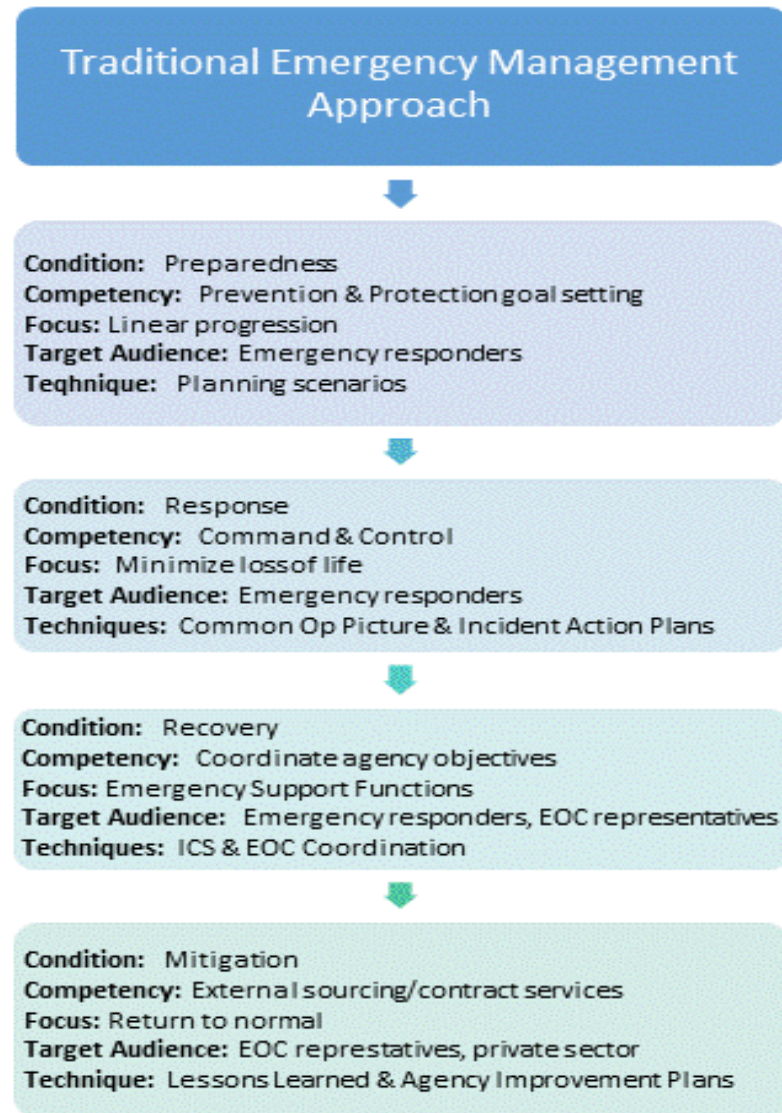 Traditional Emergency Management
Approach
Condition: Preparedness
Competency: Prevention & Protection goal setting
Focus: Linear progression
Target Audience: Emergency responders
Teqhnique: Planning scenarios
Condition: Response
Competency: Command & Control
Focus: Minimize loss of life
Target Audience: Emergency responders
Techniques: Common Op Picture & Incident Action Plans
Condition: Recovery
Competency: Coordinate agency objectives
Focus: Emergency Support Functions
Target Audience: Emergency responders, EOC representatives
Techniques: ICS & EOC Coordination
Condition: Mitigation
Competency: External sourcing/contract services
Focus: Return to normal
Target Audience: EOC represtatives, private sector
Technique: Lessons Learned & Agency Improvement Plans